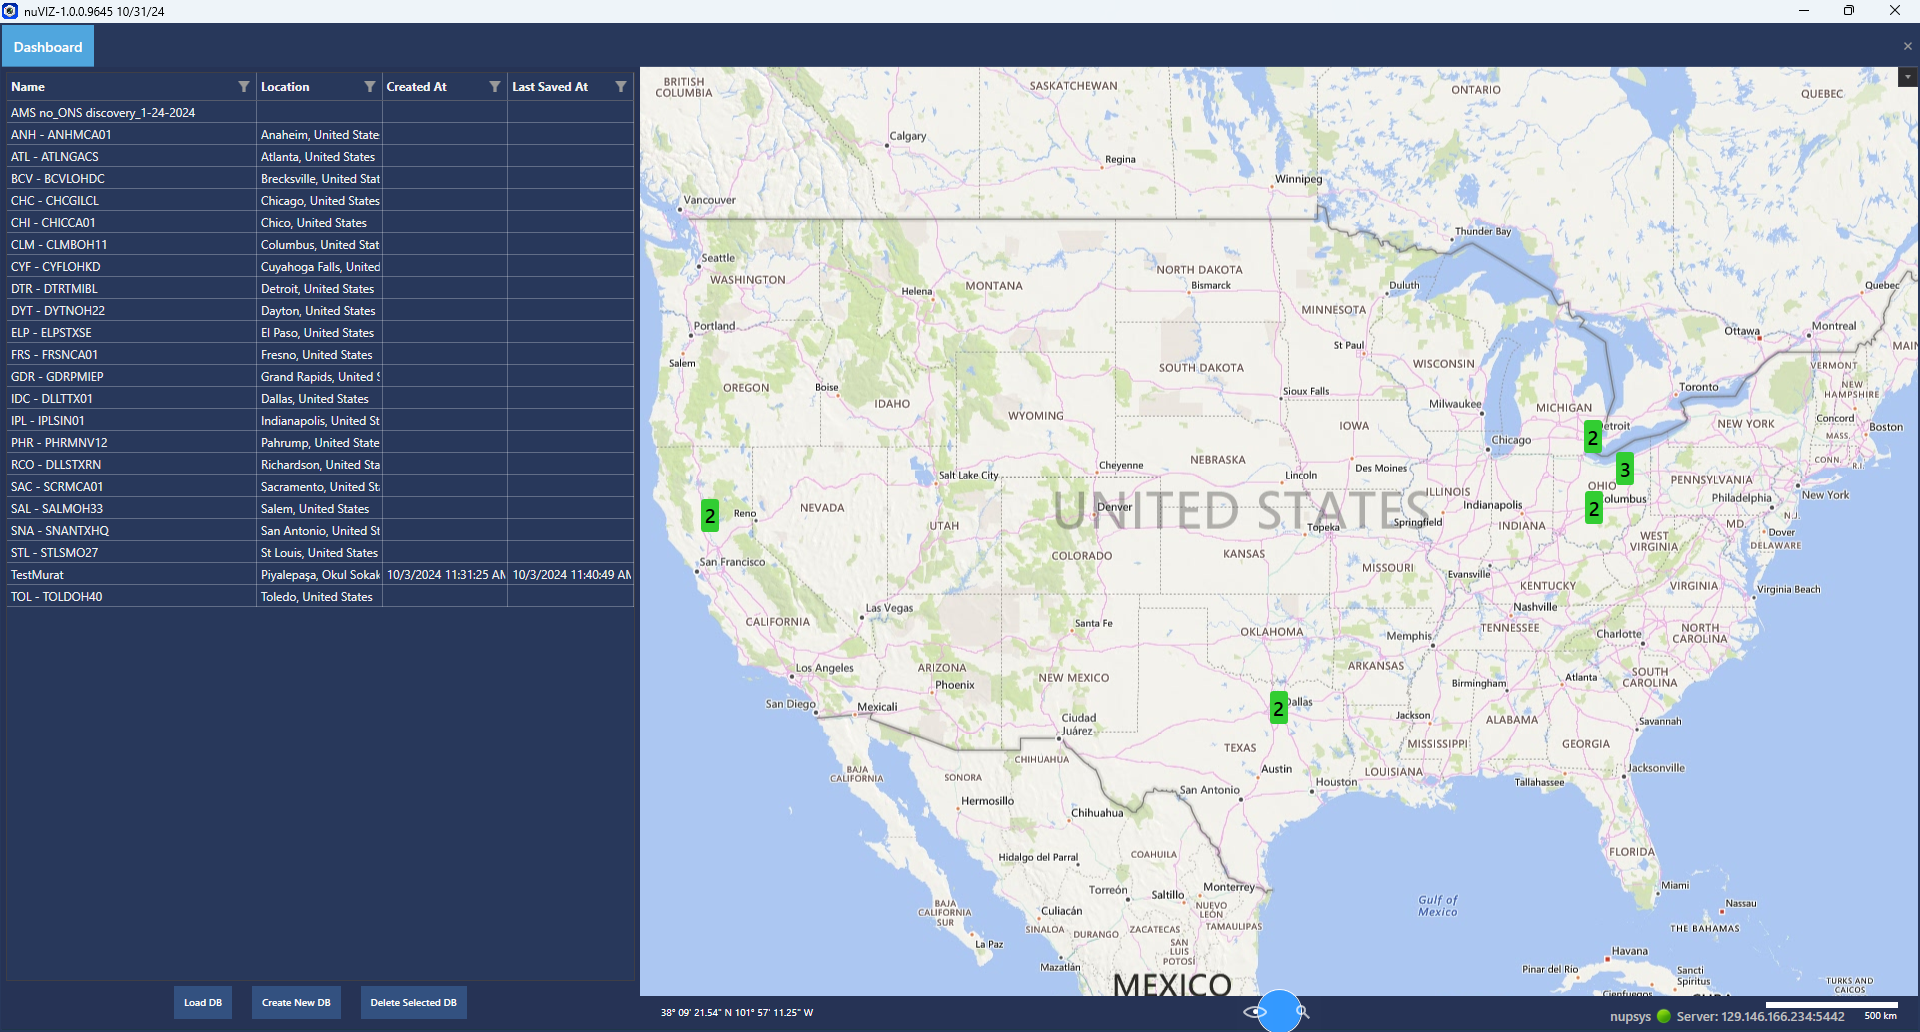 nuVIZ-1.0.0.9645 10/31/24
Dashboard
Name Location Created At Last Saved At
AMS no_ONS discovery_1-24-2024
ANH - ANHMCA01 Anaheim, United State
ATL - ATLNGACS Atlanta, United States
BCV - BCVLOHDC Brecksville, United Stat
CHC - CHCGILCL Chicago, United States
CHI - CHICCA01 Chico, United States
CLM - CLMBOH11 Columbus, United Stat
CYF - CYFLOHKD Cuyahoga Falls, United
DTR - DTRTMIBL Detroit, United States
DYT - DYTNOH22 Dayton, United States
ELP - ELPSTXSE El Paso, United States
FRS - FRSNCA01 Fresno, United States
GDR - GDRPMIEP Grand Rapids, United S
IDC - DLLTTX01 Dallas, United States
IPL - IPLSIN01 Indianapolis, United St
PHR - PHRMNV12 Pahrump, United State
RCO - DLLSTXRN Richardson, United Sta
SAC - SCRMCA01 Sacramento, United St
SAL - SALMOH33 Salem, United States
SNA - SNANTXHQ San Antonio, United St
STL - STLSMO27 St Louis, United States
TestMurat Piyalepaşa, Okul Sokak 10/3/2024 11:31:25 AM 10/3/2024 11:40:49 AM
TOL - TOLDOH40 Toledo, United States
Load DB
Create New DB
Delete Selected DB
BRITISH
COLUMBIA
SASKATCHEWAN
ONTARIO
QUEBEC
Calgary
Regina
Winnipeg
Vancouver
Thunder Bay
Seattle
WASHINGTON
NORTH DAKOTA
Helena
MONTANA
Bismarck
Duluth
Quebec
MINNESOTA
Portland
Ottawa
Montreal
St Paul
MAIN
Salem
WISCONSIN
VERMONT
SOUTH DAKOTA
OREGON
Boise
Sioux Falls
Toronto
NEW
HAMPSHIRE
IDAHO
Milwaukee
MICHIGAN
WYOMING
Concord
IOWA
etroit
NEW YORK
Boston
2
MASS.
Chicago
CONN.
R.I.
NEBRASKA
Cheyenne
Des Moines
3
Salt Lake City
Lincoln
OHIO
PENNSYLVANIA
ILLINOIS
UNITED STATES
Philadelphia
New York
olumbus
2
Indianapolis
NEVADA
Denver
2
Reno
N.J.
UTAH
Topeka
Springfield
INDIANA
MD.
Dover
WEST
VIRGINIA
DELAWARE
COLORADO
KANSAS
San Francisco
MISSOURI
Evansville
KENTUCKY
VIRGINIA
Virginia Beach
Las Vegas
Nashville
CALIFORNIA
Santa Fe
OKLAHOMA
Memphis
TENNESSEE
Charlotte
NORTH
CAROLINA
Los Angeles
ARIZONA
NEW MEXICO
ARKANSAS
Phoenix
Birmingham
Atlanta
SOUTH
CAROLINA
San Diego
Mexicali
2
Dallas
Ciudad
Juárez
Jackson
ALABAMA
Savannah
TEXAS
MISSISSIPPI
GEORGIA
CHIHUAHUA
BAJA
CALIFORNIA
SONORA
Austin
LOUISIANA
Jacksonville
Houston
Tallahassee
San Antonio
Hermosillo
Chihuahua
Hidalgo del Parral
COAHUILA
FLORIDA
Torreón
Saltillo
Monterrey
Miami
BAJA
CALIFORNIA
SUR
Culiacán
NUEVO
LEÓN
Gulf of
Mexico
Nassau
SINALOA
DURANGO
ZACATECAS
TAMAULIPAS
THE BAHAMAS
La Paz
SAN
LUIS
POTOSÍ
Havana
Mazatlán
Pinar del Río
Sancti
Spiritus
MEXICO
Cienfuegos
CUBA
TURKS AND
CAICOS
38° 09' 21.54" N 101° 57' 11.25" W
nupsys Server: 129.146.166.234:5442
500 km